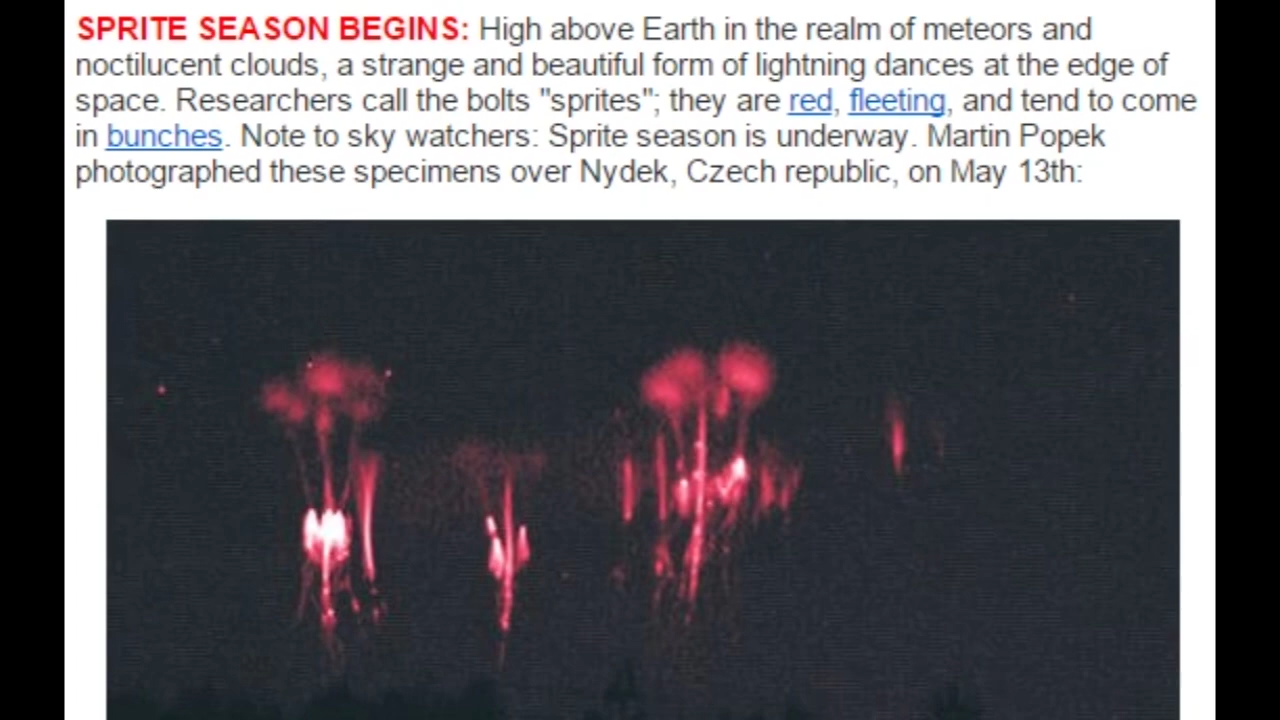 SPRITE SEASON BEGINS: High above Earth in the realm of meteors and
noctilucent clouds, a strange and beautiful form of lightning dances at the edge of
space. Researchers call the bolts "sprites"; they are red, fleeting, and tend to come
in bunches. Note to sky watchers: Sprite season is underway. Martin Popek
photographed these specimens over Nydek, Czech republic, on May 13th: